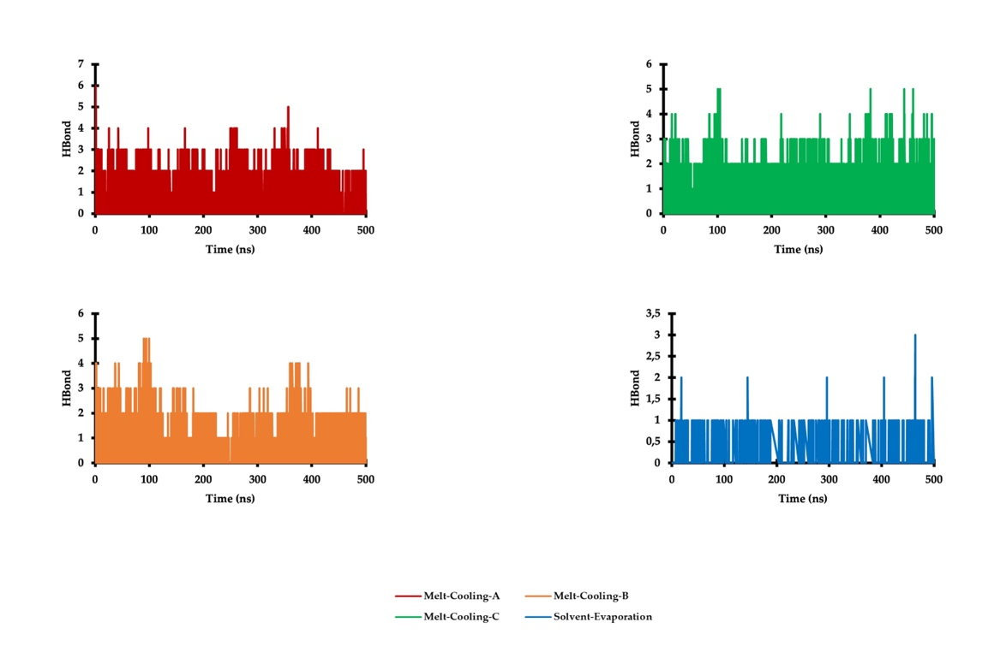 7
6
5
4
3
2
1
0
HBond
0 100 200 300 400 500
Time (ns)
6
5
4
3
2
1
0
HBond
0 100 200 300 400 500
Time (ns)
6
5
4
3
2
1
0
HBond
0 100 200 300 400 500
Time (ns)
3,5
3
2,5
2
1,5
1
0,5
0
HBond
0 100 200 300 400 500
Time (ns)
Melt-Cooling-A Melt-Cooling-B
Melt-Cooling-C Solvent-Evaporation